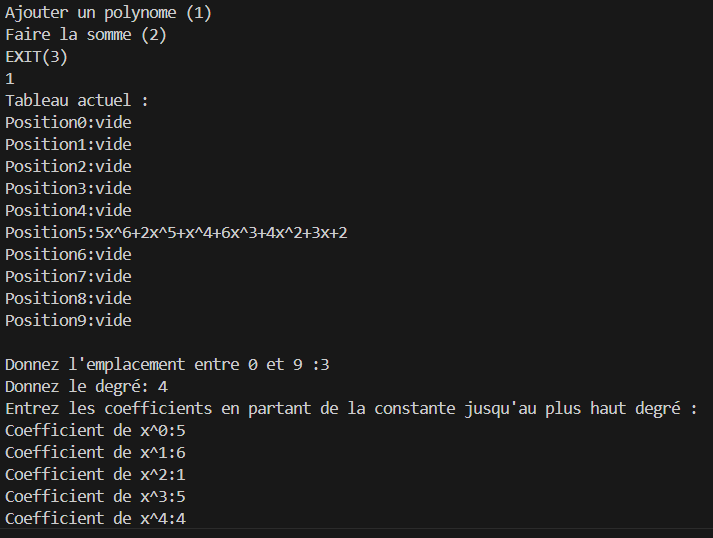 Ajouter un polynome (1)
Faire la somme (2)
EXIT(3)
1
Tableau actuel :
Position0:vide
Position1:vide
Position2:vide
Position3:vide
Position4:vide
Position5:5x^6+2x^5+x^4+6x^3+4x^2+3x+2
Position6:vide
Position7:vide
Position8:vide
Position9:vide
Donnez l'emplacement entre 0 et 9 :3
Donnez le degré: 4
Entrez les coefficients en partant de la constante jusqu'au plus haut degré :
Coefficient de x^0:5
Coefficient de x^1:6
Coefficient de x^2:1
Coefficient de x^3:5
Coefficient de x^4:4